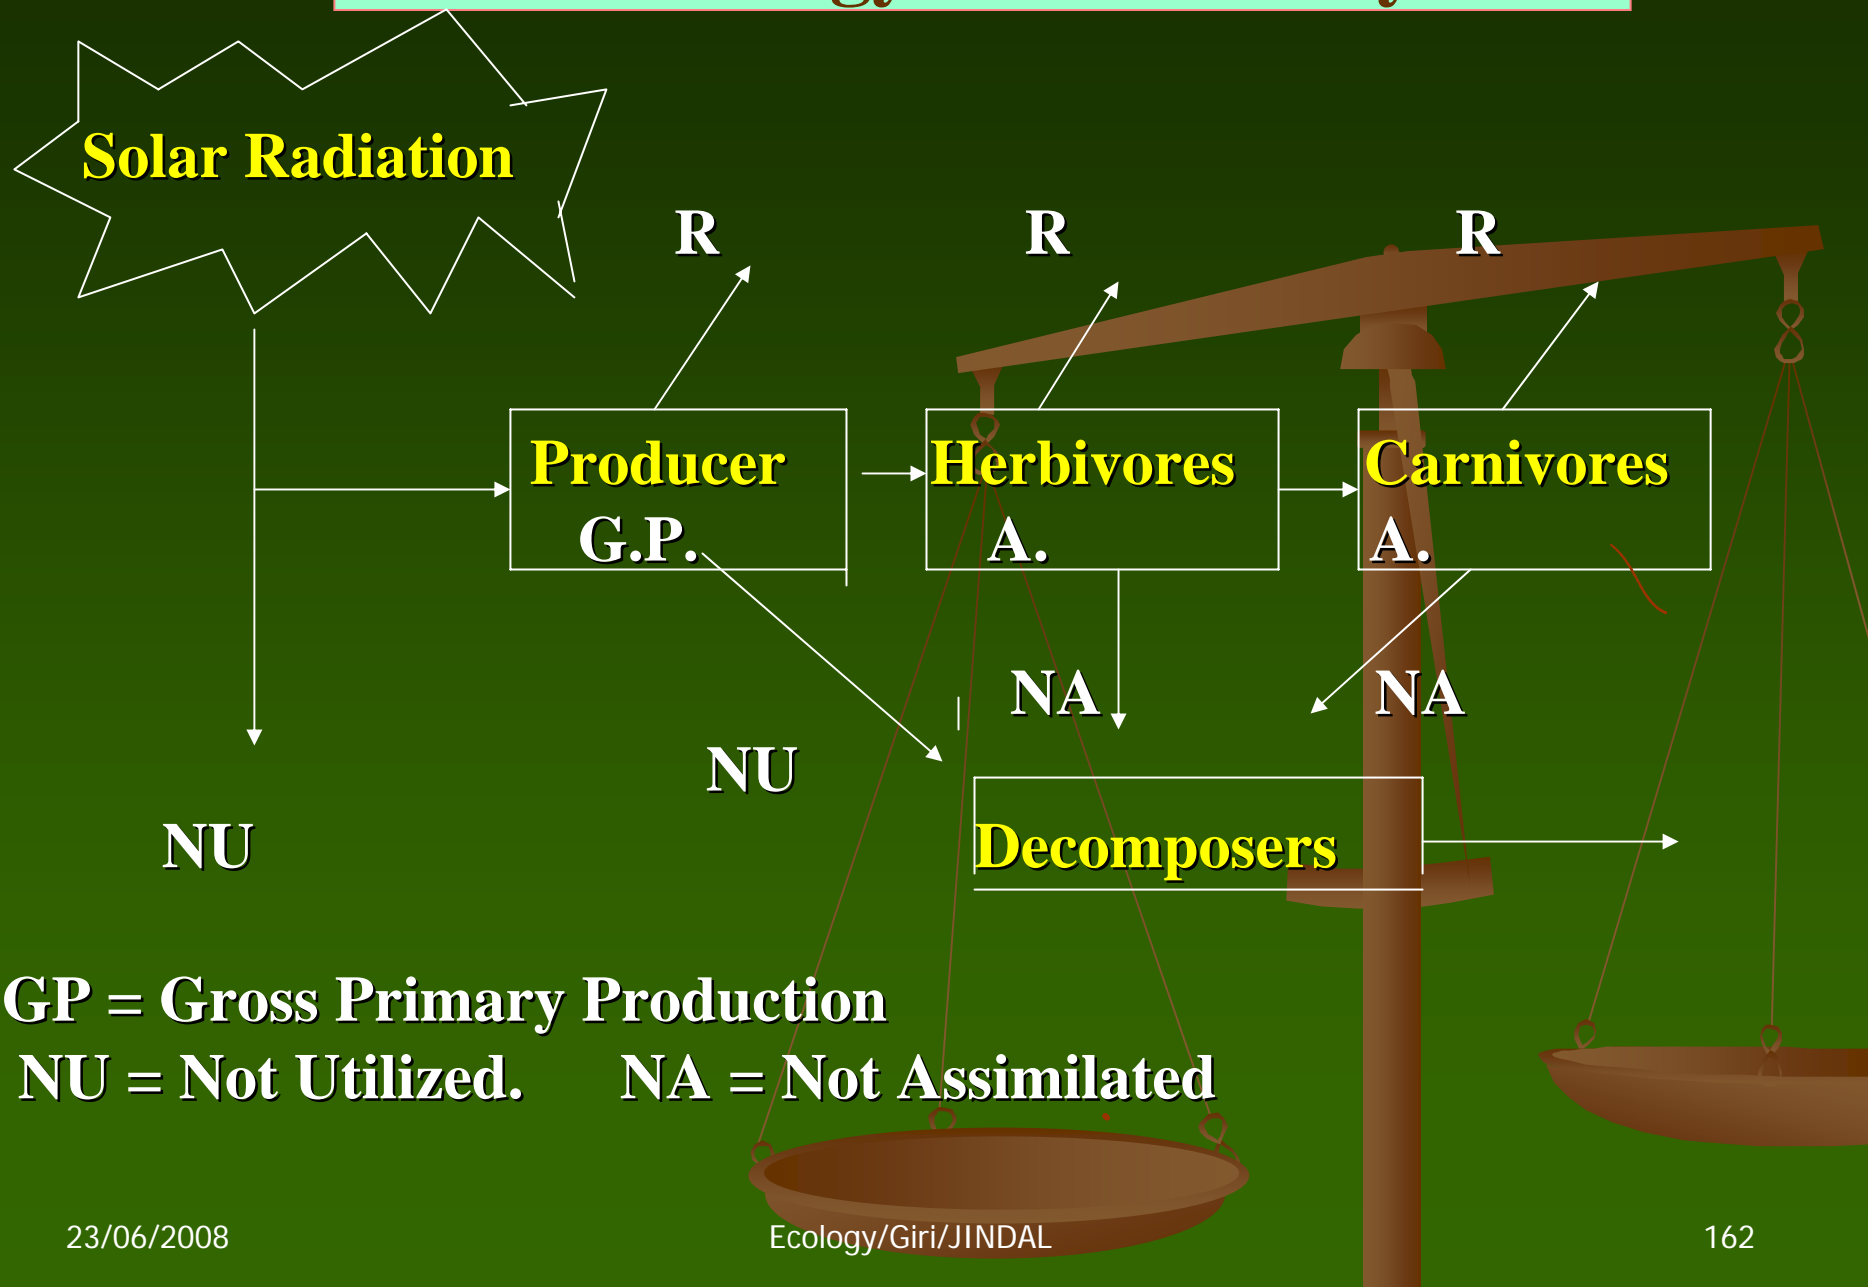 Solar Radiation
R R R
Producer Herbivores Carnivores
G.P. A. A.
NA NA
NU
NU Decomposers
GP = Gross Primary Production
NU = Not Utilized. NA = Not Assimilated
23/06/2008 Ecology/Giri/JINDAL 162